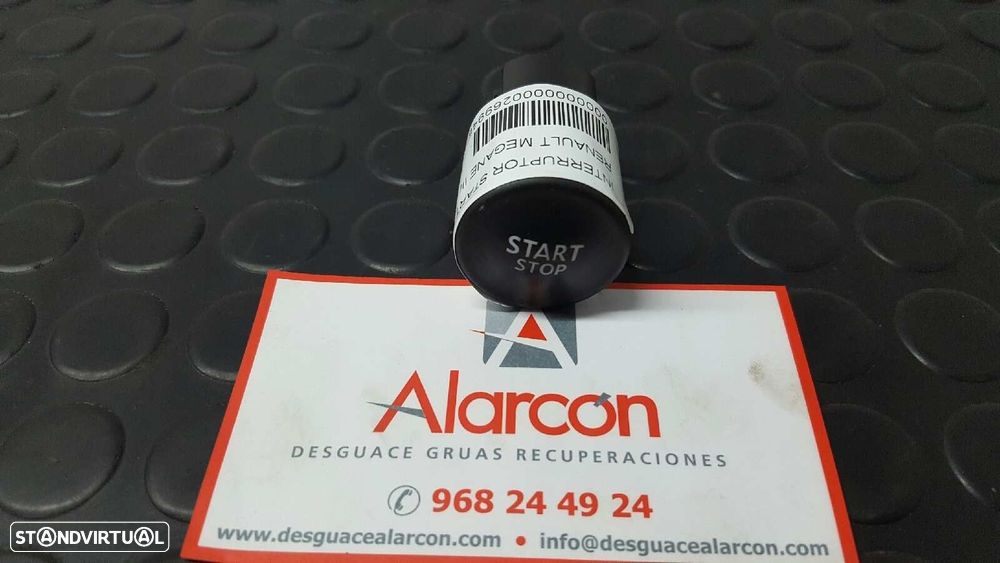 INTERRUPTOR STAR
RENAULT MEGANE II
START
STOP
A
Alarcón
DESGUACE GRUAS RECUPERACIONES
968 24 49 24
www.desguacealarcon.com • info@desguacealarcon.com
STANDVIRTUAL